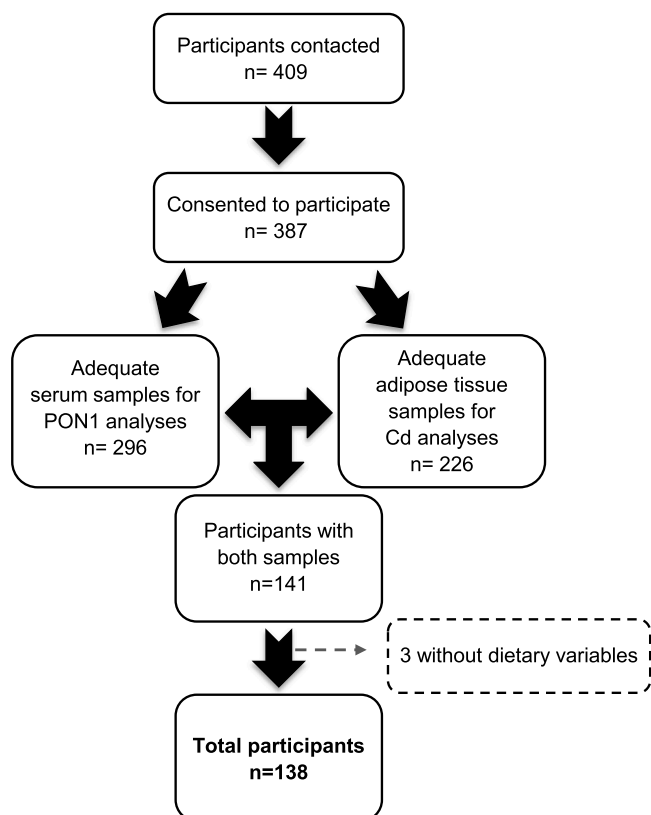 Participants contacted
n= 409
Consented to participate
n= 387
Adequate
serum samples for
PON1 analyses
n= 296
Adequate
adipose tissue
samples for
Cd analyses
n= 226
Participants with
both samples
n=141
3 without dietary variables
Total participants
n=138